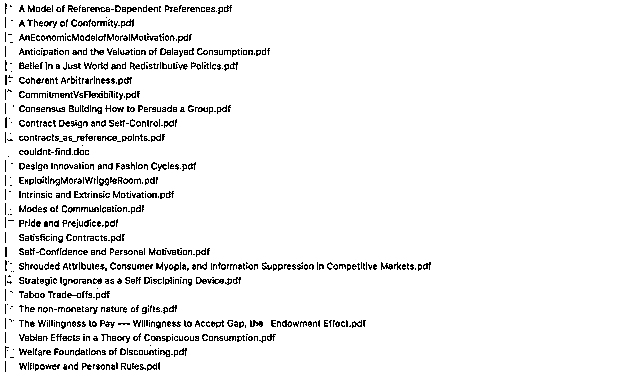 A Model of Reference-Dependent Preferences.pdf
A Theory of Conformity.pdf
AnEconomicModelofMoralMotivation.pdf
Anticipation and the Valuation of Delayed Consumption.pdf
Belief in a Just World and Redistributive Politics.pdf
Coherent Arbitrariness.pdf
CommitmentVsFlexibility.pdf
Consensus Building How to Persuade a Group.pdf
Contract Design and Self-Control.pdf
contracts_as_reference_points.pdf
couldnt-find.doc
Design Innovation and Fashion Cycles.pdf
ExploitingMoralWriggleRoom.pdf
Intrinsic and Extrinsic Motivation.pdf
Modes of Communication.pdf
Pride and Prejudice.pdf
Satisficing Contracts.pdf
Self-Confidence and Personal Motivation.pdf
Shrouded Attributes, Consumer Myopia, and Information Suppression in Competitive Markets.pdf
Strategic Ignorance as a Self Disciplining Device.pdf
Taboo Trade-offs.pdf
The non-monetary nature of gifts.pdf
The Willingness to Pay --- Willingness to Accept Gap, the Endowment Effect.pdf
Veblen Effects in a Theory of Conspicuous Consumption.pdf
Welfare Foundations of Discounting.pdf
Willpower and Personal Rules.pdf